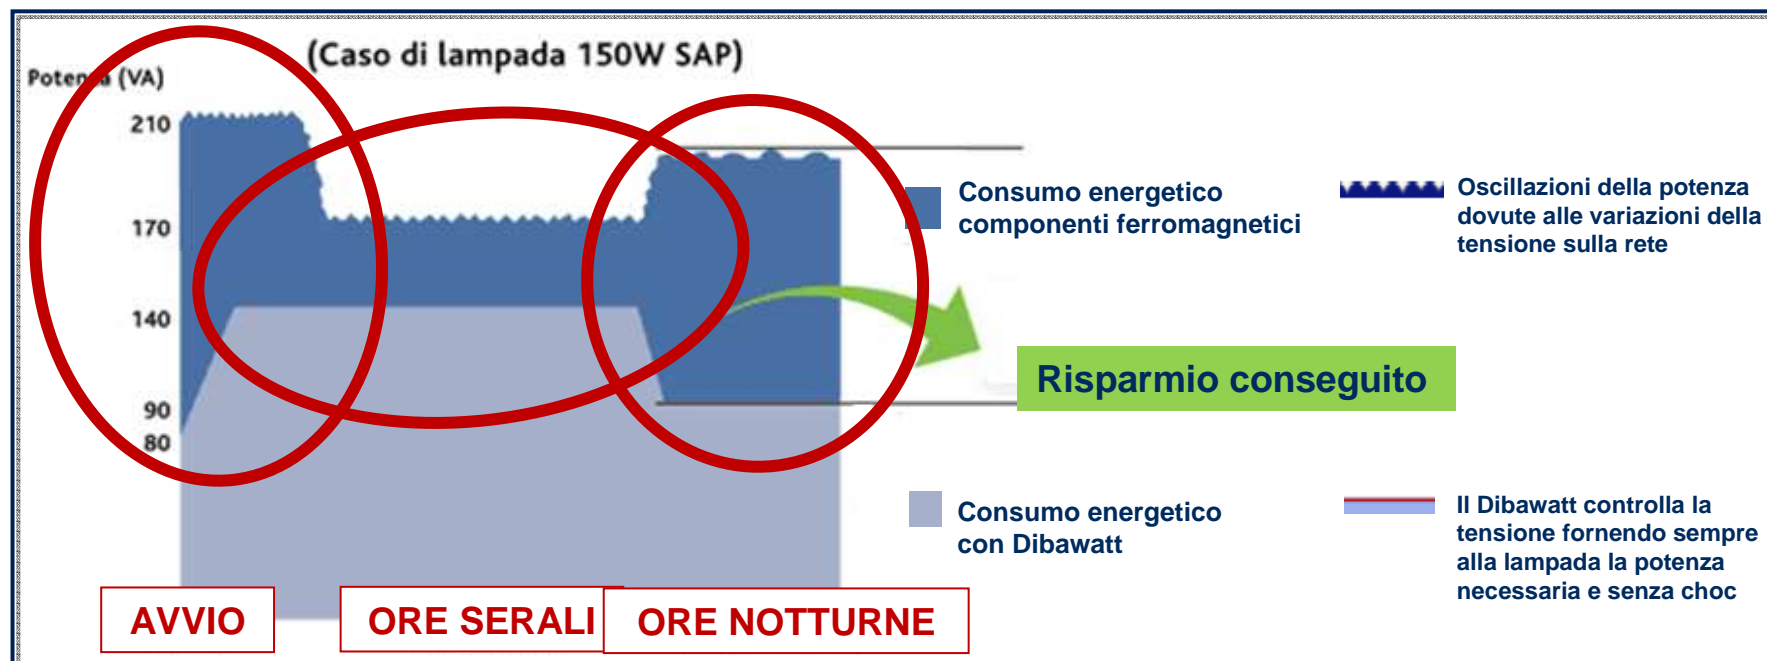 (Caso di lampada 150W SAP)
Potenza (VA)
210
170
140
90
80
Consumo energetico
componenti ferromagnetici
Oscillazioni della potenza
dovute alle variazioni della
tensione sulla rete
Risparmio conseguito
Consumo energetico
con Dibawatt
Il Dibawatt controlla la
tensione fornendo sempre
alla lampada la potenza
necessaria e senza choc
AVVIO
ORE SERALI
ORE NOTTURNE